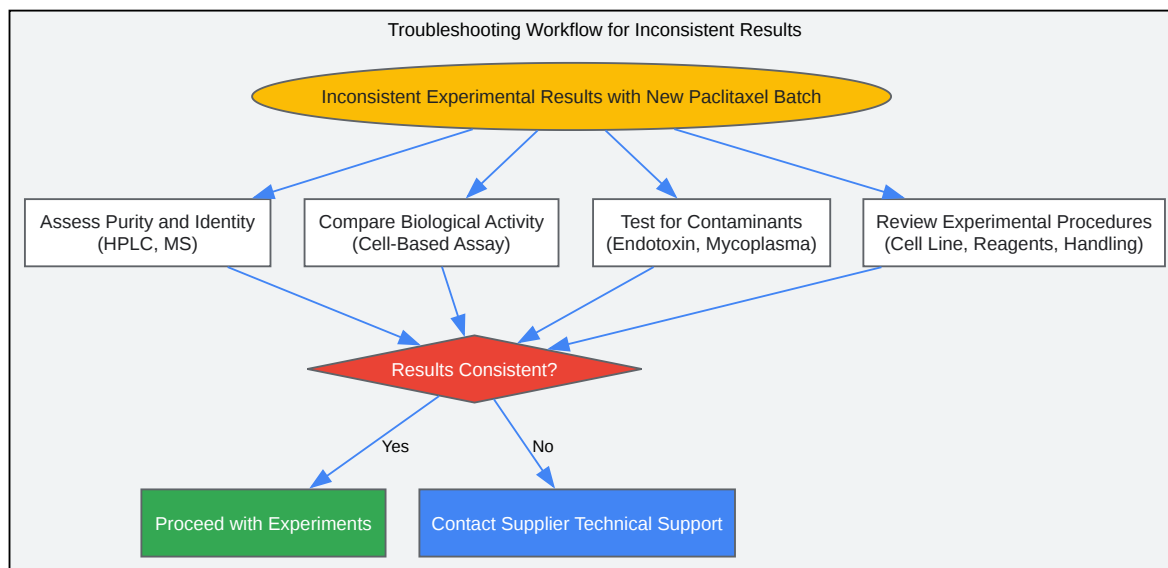 Troubleshooting Workflow for Inconsistent Results
Inconsistent Experimental Results with New Paclitaxel Batch
Assess Purity and Identity
(HPLC, MS)
Compare Biological Activity
(Cell-Based Assay)
Test for Contaminants
(Endotoxin, Mycoplasma)
Review Experimental Procedures
(Cell Line, Reagents, Handling)
Results Consistent?
Yes
No
Proceed with Experiments
Contact Supplier Technical Support